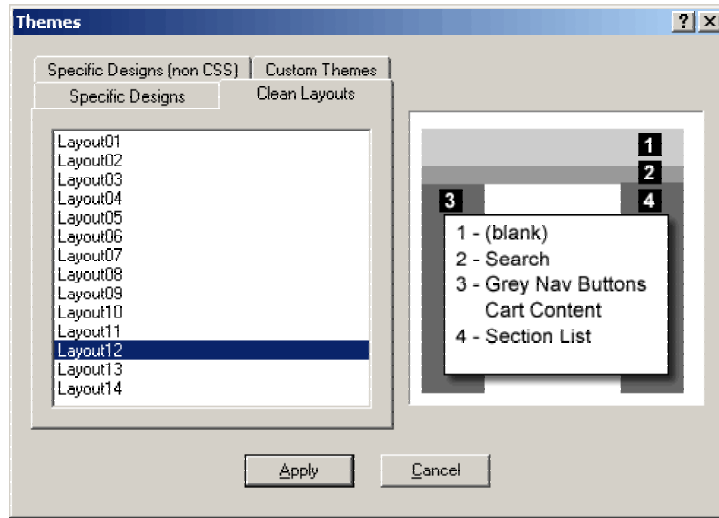 Themes
Specific Designs (non CSS)
Custom Themes
Specific Designs
Clean Layouts
Layout01
Layout02
Layout03
Layout04
Layout05
Layout06
Layout07
Layout08
Layout09
Layout10
Layout11
Layout12
Layout13
Layout14
1
2
3
4
1 - (blank)
2 - Search
3 - Grey Nav Buttons
Cart Content
4 - Section List
Apply
Cancel